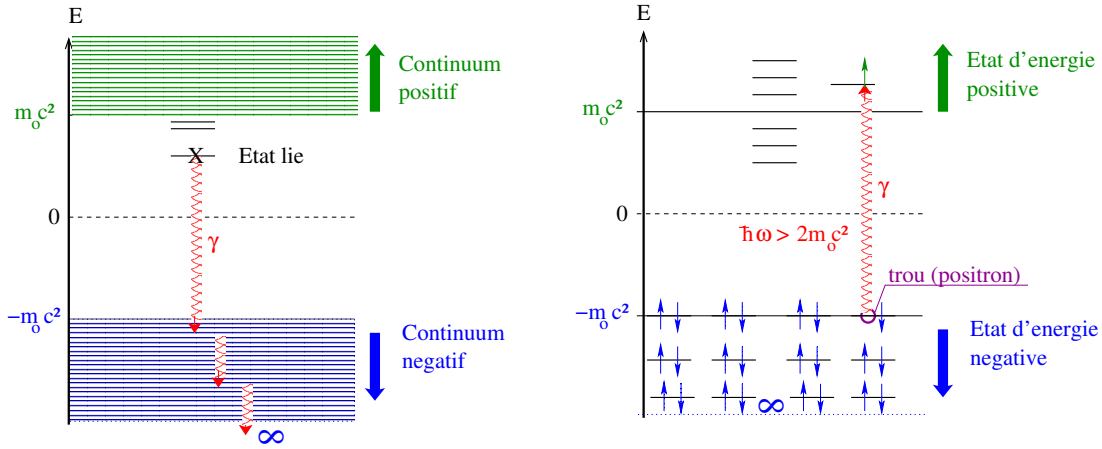 E
Continuum
positif
m₀c²
X Etat lie
0
γ
−m₀c²
Continuum
negatif
∞
E
Etat d'energie
positive
m₀c²
γ
0
ħω > 2m₀c²
trou (positron)
−m₀c²
Etat d'energie
negative
∞